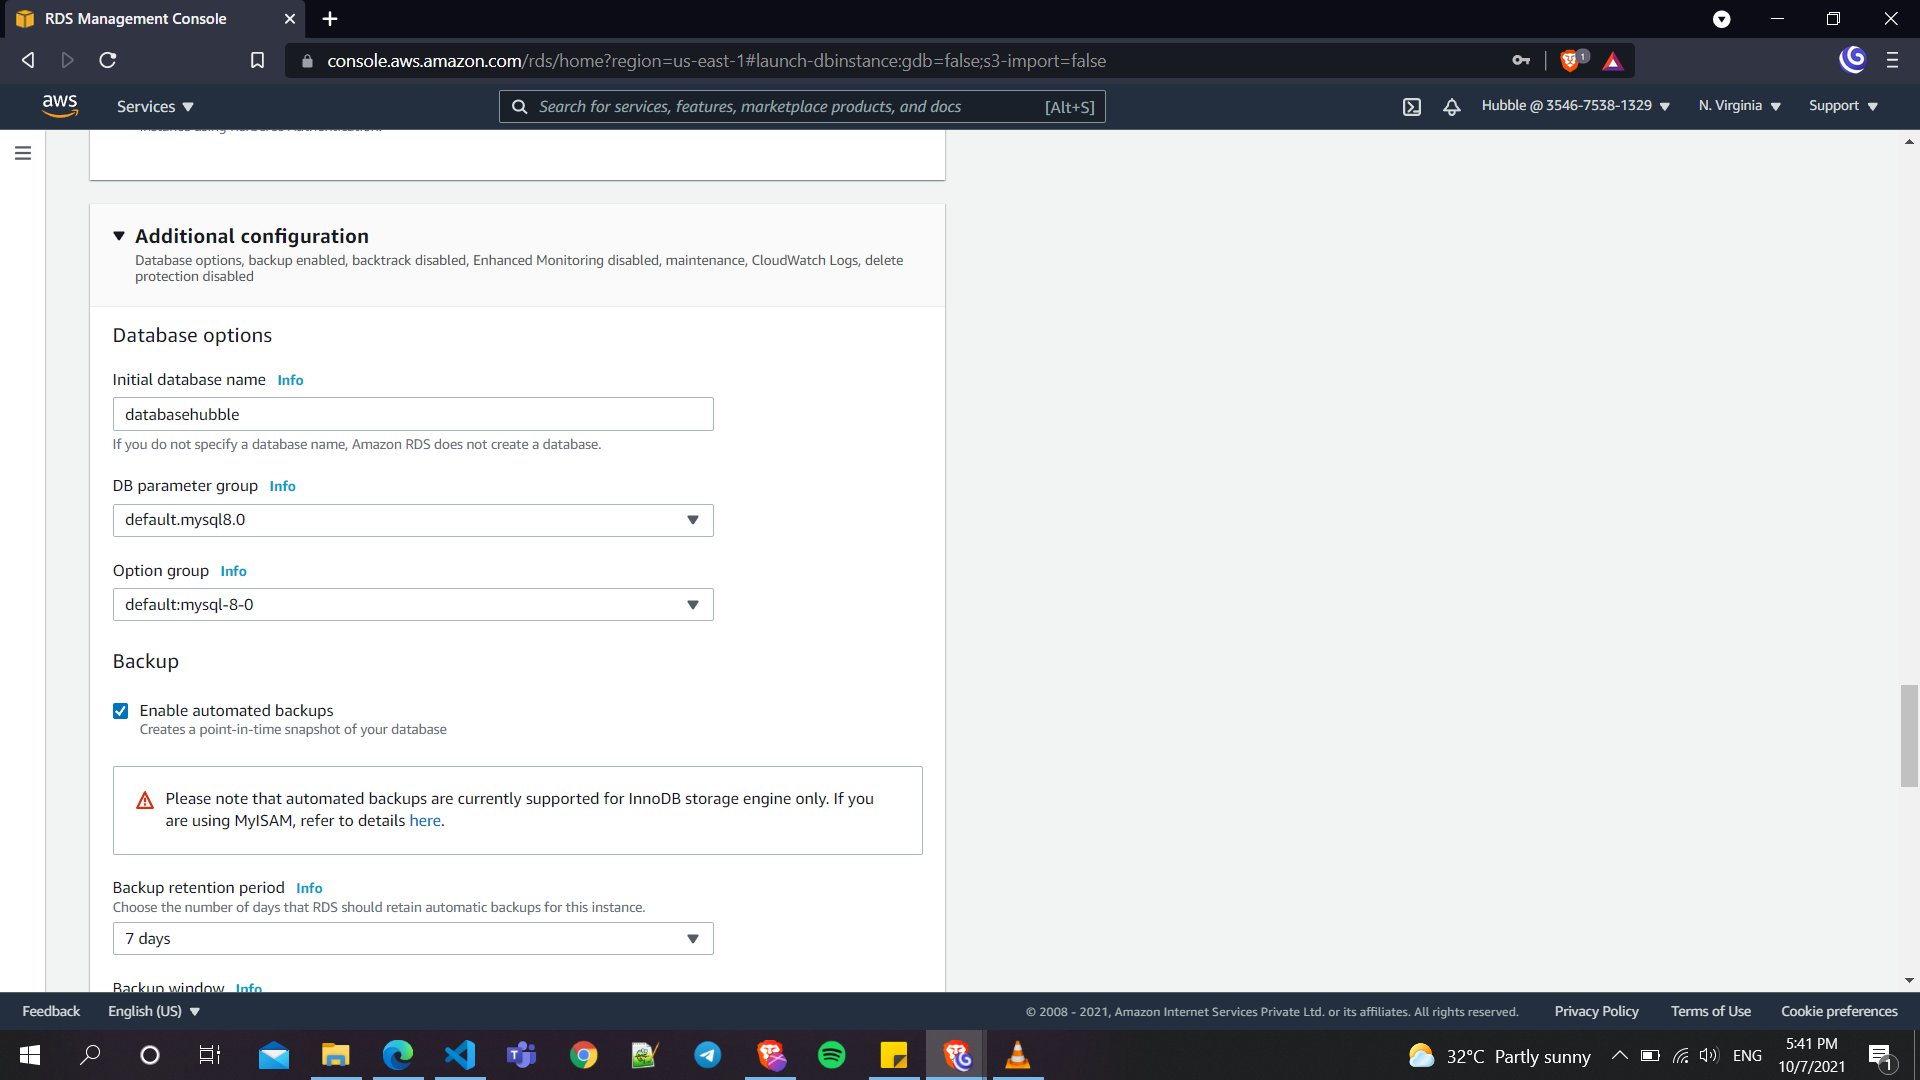 RDS Management Console
console.aws.amazon.com/rds/home?region=us-east-1#launch-dbinstance:gdb=false;s3-import=false
1
aws
Services
Search for services, features, marketplace products, and docs [Alt+S]
Hubble @ 3546-7538-1329
N. Virginia
Support
Additional configuration
Database options, backup enabled, backtrack disabled, Enhanced Monitoring disabled, maintenance, CloudWatch Logs, delete
protection disabled
Database options
Initial database name Info
databasehubble
If you do not specify a database name, Amazon RDS does not create a database.
DB parameter group Info
default.mysql8.0
Option group Info
default:mysql-8-0
Backup
Enable automated backups
Creates a point-in-time snapshot of your database
Please note that automated backups are currently supported for InnoDB storage engine only. If you
are using MyISAM, refer to details here.
Backup retention period Info
Choose the number of days that RDS should retain automatic backups for this instance.
7 days
Backup window Info
Feedback
English (US)
© 2008 - 2021, Amazon Internet Services Private Ltd. or its affiliates. All rights reserved.
Privacy Policy
Terms of Use
Cookie preferences
32°C Partly sunny
ENG
5:41 PM
10/7/2021
1